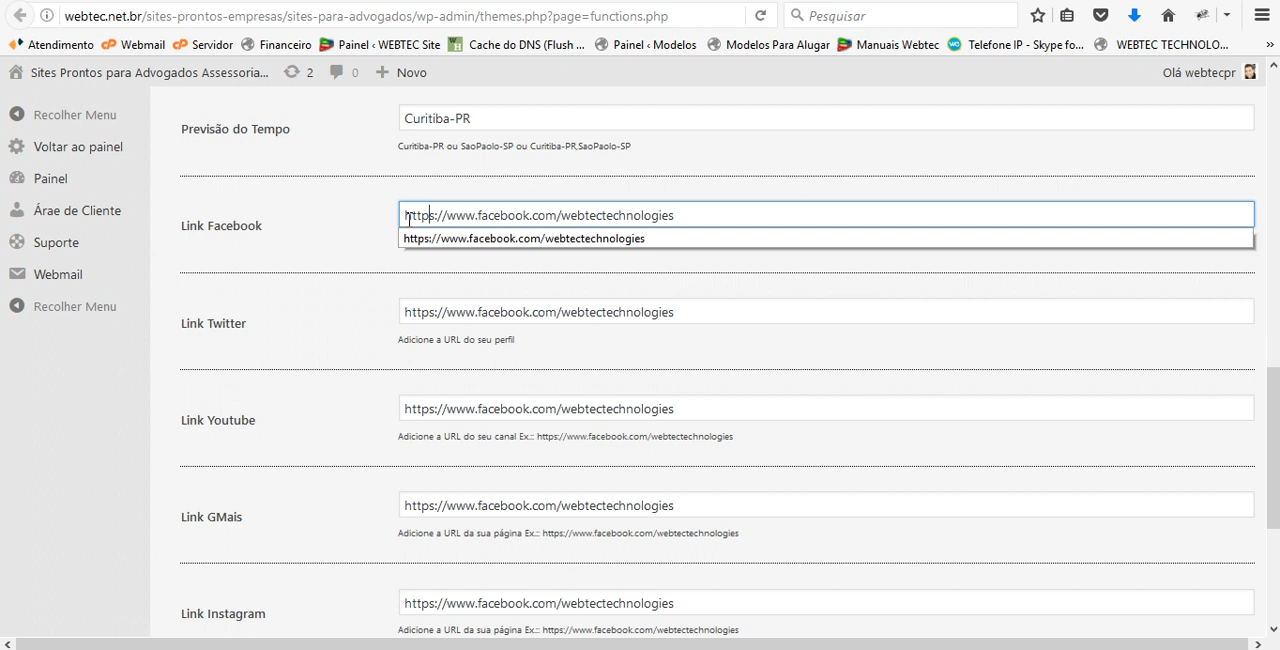 webtec.net.br/sites-prontos-empresas/sites-para-advogados/wp-admin/themes.php?page=functions.php
Pesquisar
Atendimento WebMail Servidor Financeiro Painel ‹ WEBTEC Site Cache do DNS (Flush ... Painel ‹ Modelos Modelos Para Alugar Manuais Webtec Telefone IP - Skype fo... WEBTEC TECHNOLO... »
Sites Prontos para Advogados Assessoria... 2 0 Novo Olá webtecpr
Recolher Menu
Voltar ao painel
Painel
Árae de Cliente
Suporte
Webmail
Recolher Menu
Previsão do Tempo
Curitiba-PR
Curitiba-PR ou SaoPaolo-SP ou Curitiba-PR,SaoPaolo-SP
Link Facebook
https://www.facebook.com/webtectechnologies
https://www.facebook.com/webtectechnologies
Link Twitter
https://www.facebook.com/webtectechnologies
Adicione a URL do seu perfil
Link Youtube
https://www.facebook.com/webtectechnologies
Adicione a URL do seu canal Ex.:: https://www.facebook.com/webtectechnologies
Link GMais
https://www.facebook.com/webtectechnologies
Adicione a URL da sua página Ex.:: https://www.facebook.com/webtectechnologies
Link Instagram
https://www.facebook.com/webtectechnologies
Adicione a URL da sua página Ex.:: https://www.facebook.com/webtectechnologies